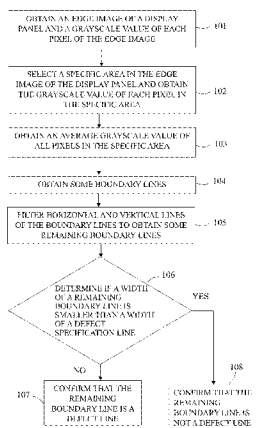 OBTAIN AN EDGE IMAGE OF A DISPLAY
PANEL AND A GRAYSCALE VALUE OF EACH
PIXEL OF THE EDGE IMAGE
101
SELECT A SPECIFIC AREA IN THE EDGE
IMAGE OF THE DISPLAY PANEL AND OBTAIN
THE GRAYSCALE VALUE OF EACH PIXEL IN
THE SPECIFIC AREA
102
OBTAIN AN AVERAGE GRAYSCALE VALUE OF
ALL PIXELS IN THE SPECIFIC AREA
103
OBTAIN SOME BOUNDARY LINES
104
FILTER HORIZONTAL AND VERTICAL LINES
OF THE BOUNDARY LINES TO OBTAIN SOME
REMAINING BOUNDARY LINES
105
106
DETERMINE IF A WIDTH
OF A REMAINING
BOUNDARY LINE IS
SMALLER THAN A WIDTH
OF A DEFECT
SPECIFICATION LINE
YES
NO
107
CONFIRM THAT THE
REMAINING
BOUNDARY LINE IS A
DEFECT LINE
108
CONFIRM THAT THE
REMAINING
BOUNDARY LINE IS
NOT A DEFECT LINE